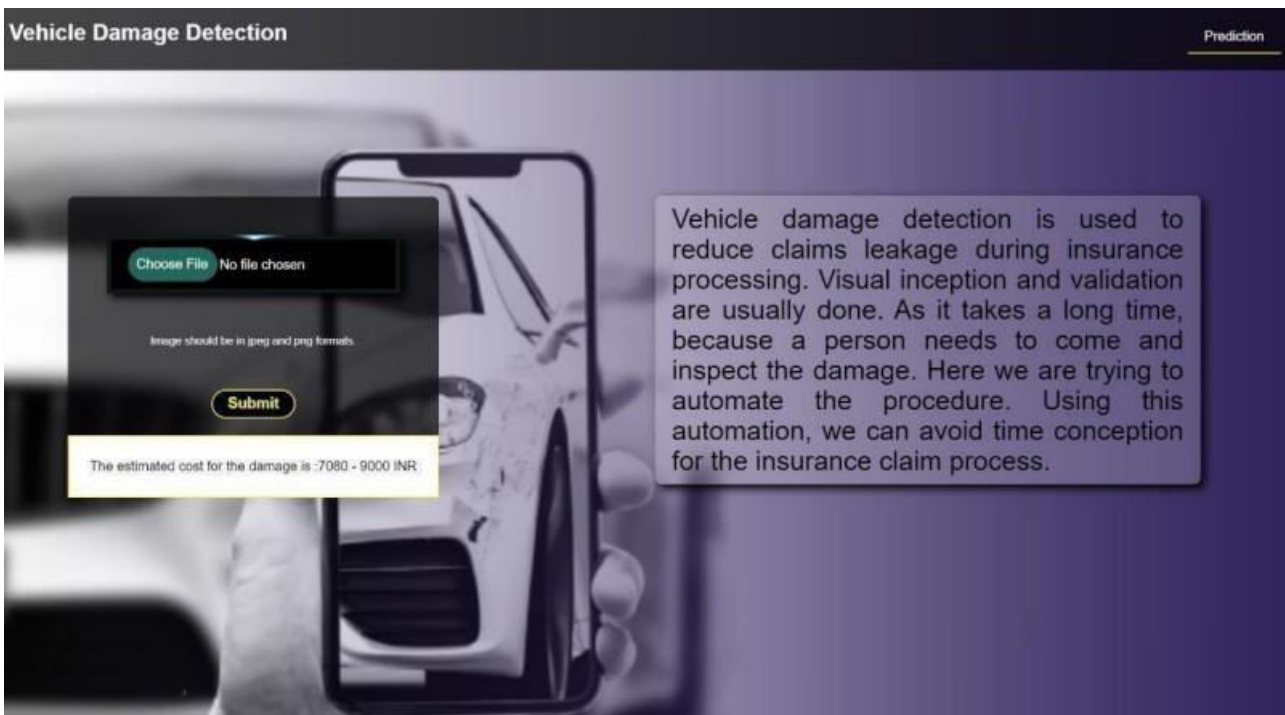 Vehicle Damage Detection
Prediction
Choose File No file chosen
Image should be in jpeg and png formats.
Submit
The estimated cost for the damage is :7080 - 9000 INR
Vehicle damage detection is used to
reduce claims leakage during insurance
processing. Visual inception and validation
are usually done. As it takes a long time,
because a person needs to come and
inspect the damage. Here we are trying to
automate the procedure. Using this
automation, we can avoid time conception
for the insurance claim process.